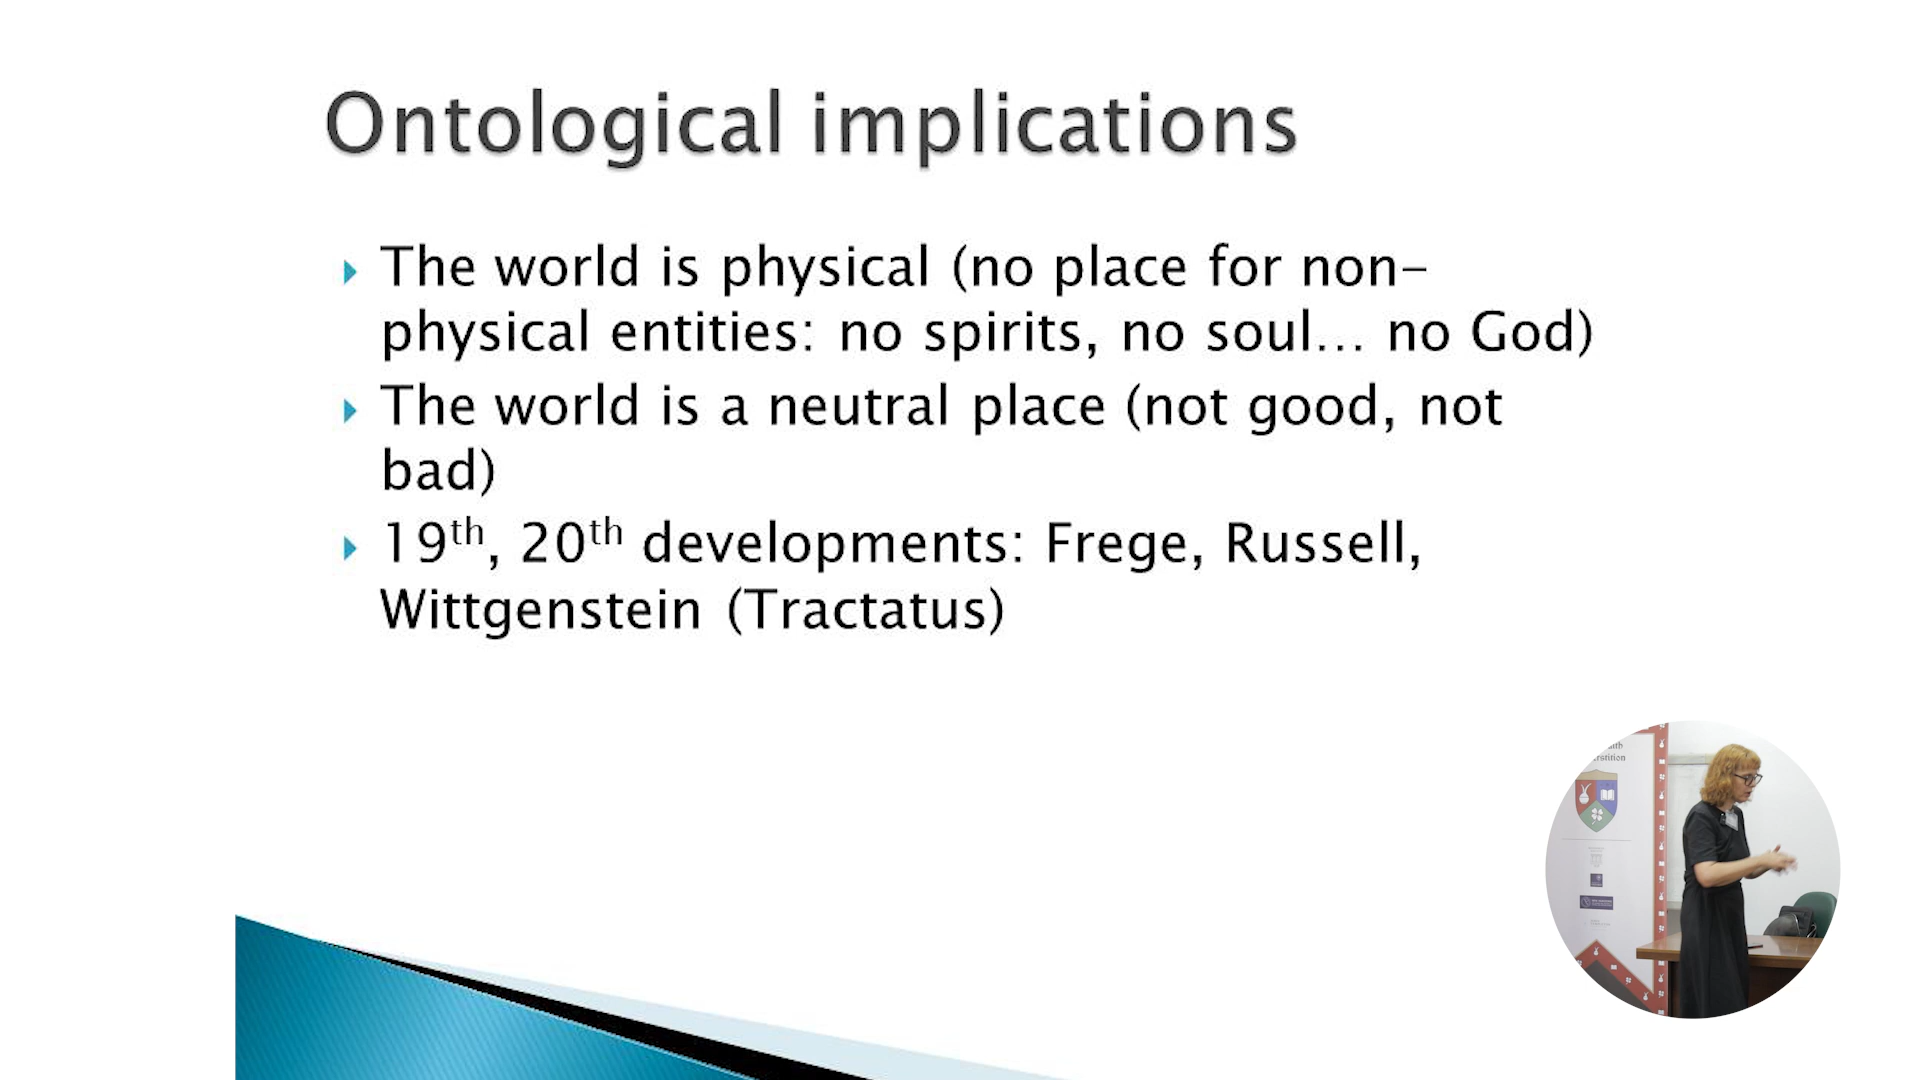 Ontological implications
The world is physical (no place for non-
physical entities: no spirits, no soul... no God)
The world is a neutral place (not good, not
bad)
19th, 20th developments: Frege, Russell,
Wittgenstein (Tractatus)